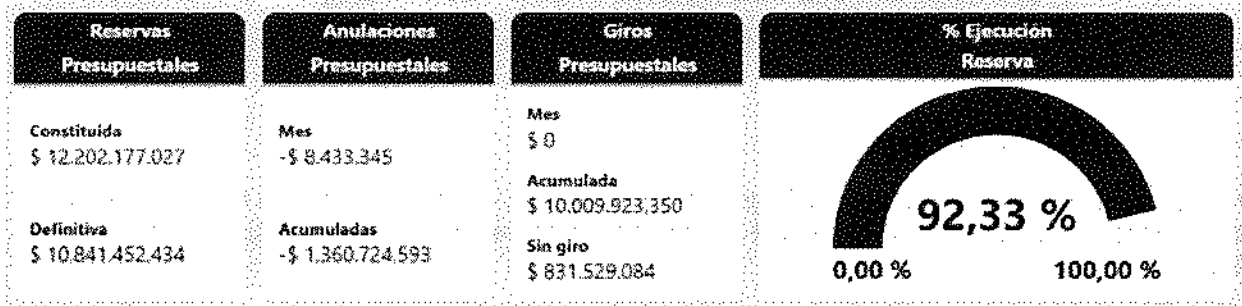 Reservas
Presupuestales
Constituida
$ 12.202.177.027
Definitiva
$ 10.841.452.434
Anulaciones
Presupuestales
Mes
-$ 8.433.345
Acumuladas
-$ 1.360.724.593
Giros
Presupuestales
Mes
$ 0
Acumulada
$ 10.009.923.350
Sin giro
$ 831.529.084
% Ejecución
Reserva
92,33 %
0,00 %
100,00 %